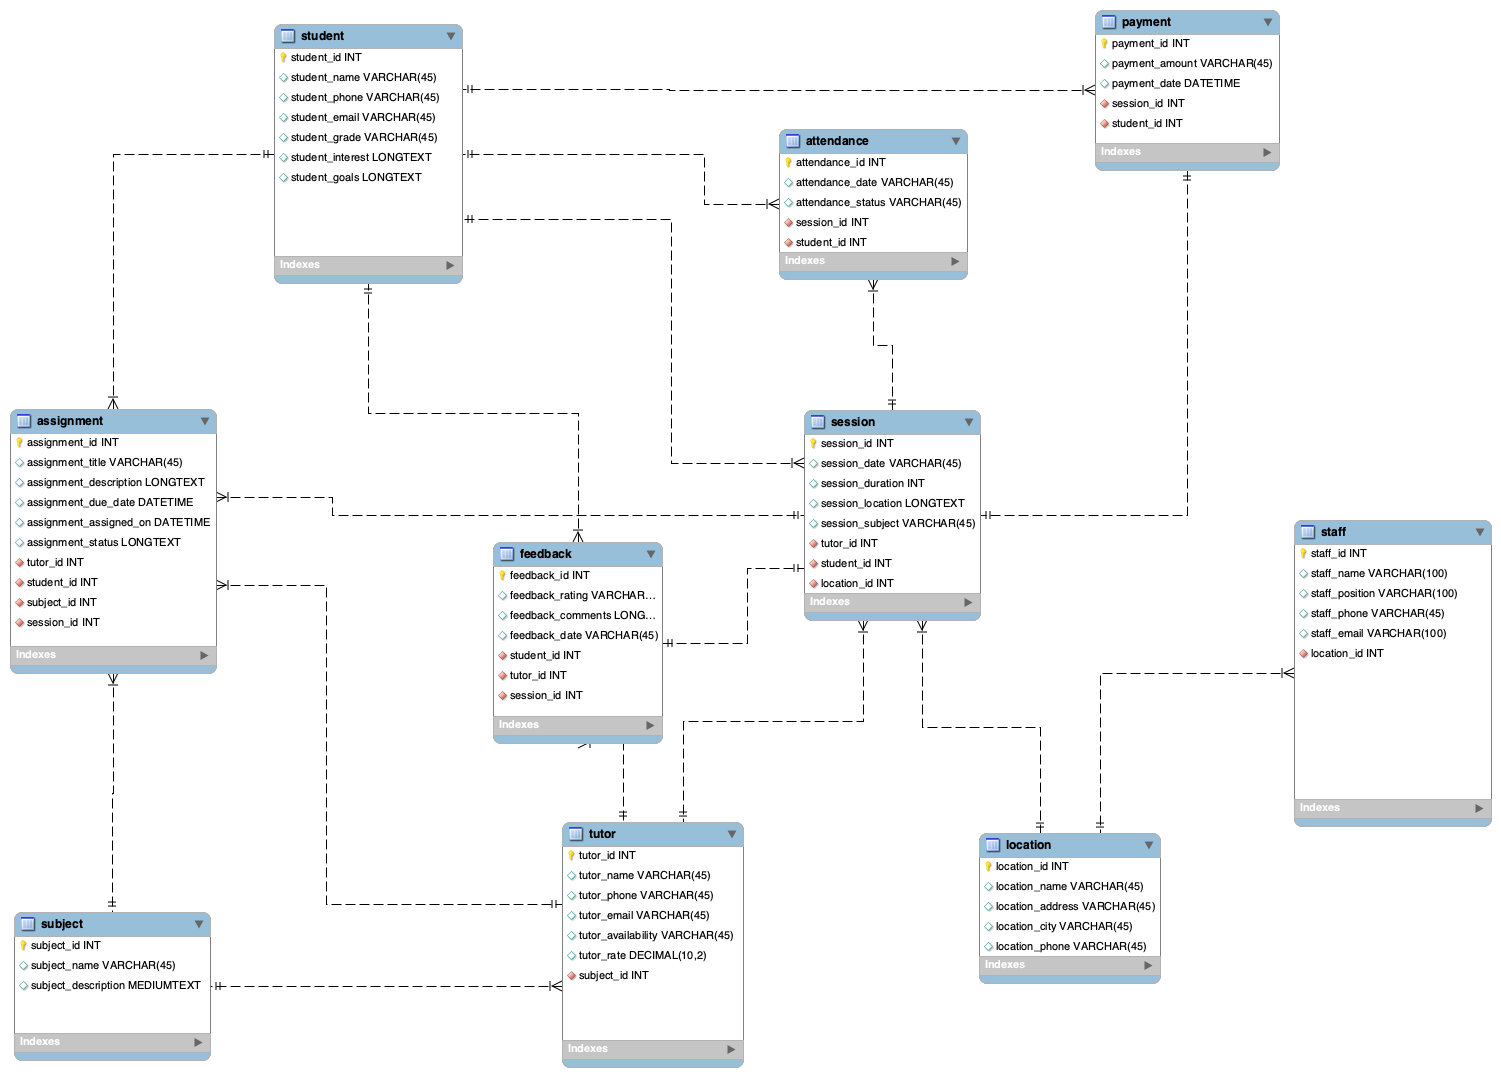 student
student_id INT
student_name VARCHAR(45)
student_phone VARCHAR(45)
student_email VARCHAR(45)
student_grade VARCHAR(45)
student_interest LONGTEXT
student_goals LONGTEXT
Indexes
payment
payment_id INT
payment_amount VARCHAR(45)
payment_date DATETIME
session_id INT
student_id INT
Indexes
attendance
attendance_id INT
attendance_date VARCHAR(45)
attendance_status VARCHAR(45)
session_id INT
student_id INT
Indexes
assignment
assignment_id INT
assignment_title VARCHAR(45)
assignment_description LONGTEXT
assignment_due_date DATETIME
assignment_assigned_on DATETIME
assignment_status LONGTEXT
tutor_id INT
student_id INT
subject_id INT
session_id INT
Indexes
session
session_id INT
session_date VARCHAR(45)
session_duration INT
session_location LONGTEXT
session_subject VARCHAR(45)
tutor_id INT
student_id INT
location_id INT
Indexes
feedback
feedback_id INT
feedback_rating VARCHAR...
feedback_comments LONG...
feedback_date VARCHAR(45)
student_id INT
tutor_id INT
session_id INT
Indexes
staff
staff_id INT
staff_name VARCHAR(100)
staff_position VARCHAR(100)
staff_phone VARCHAR(45)
staff_email VARCHAR(100)
location_id INT
Indexes
tutor
tutor_id INT
tutor_name VARCHAR(45)
tutor_phone VARCHAR(45)
tutor_email VARCHAR(45)
tutor_availability VARCHAR(45)
tutor_rate DECIMAL(10,2)
subject_id INT
Indexes
location
location_id INT
location_name VARCHAR(45)
location_address VARCHAR(45)
location_city VARCHAR(45)
location_phone VARCHAR(45)
Indexes
subject
subject_id INT
subject_name VARCHAR(45)
subject_description MEDIUMTEXT
Indexes